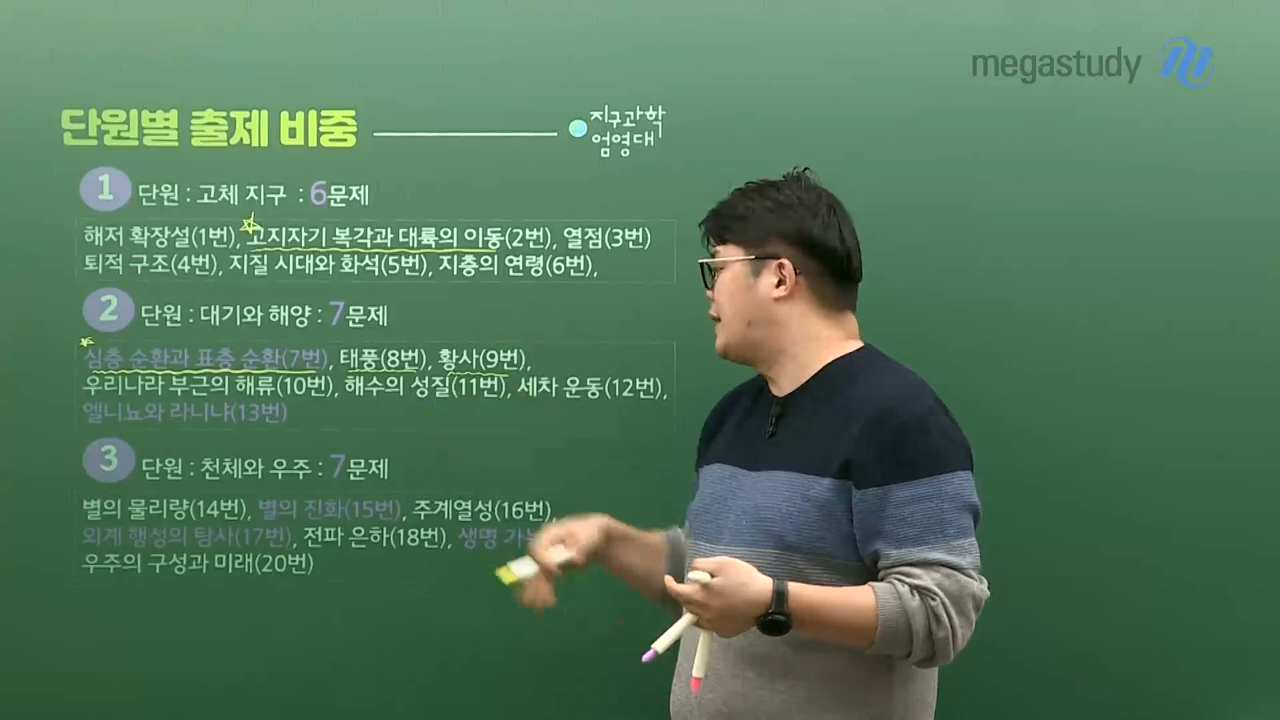 megastudy
단원별 출제 비중
지구과학
엄영대
1 단원 : 고체 지구 : 6문제
해저 확장설(1번), 고지자기 복각과 대륙의 이동(2번), 열점(3번)
퇴적 구조(4번), 지질 시대와 화석(5번), 지층의 연령(6번),
2 단원 : 대기와 해양 : 7문제
심층 순환과 표층 순환(7번), 태풍(8번), 황사(9번),
우리나라 부근의 해류(10번), 해수의 성질(11번), 세차 운동(12번),
엘니뇨와 라니냐(13번)
3 단원 : 천체와 우주 : 7문제
별의 물리량(14번), 별의 진화(15번), 주계열성(16번),
외계 행성의 탐사(17번), 전파 은하(18번), 생명
우주의 구성과 미래(20번)